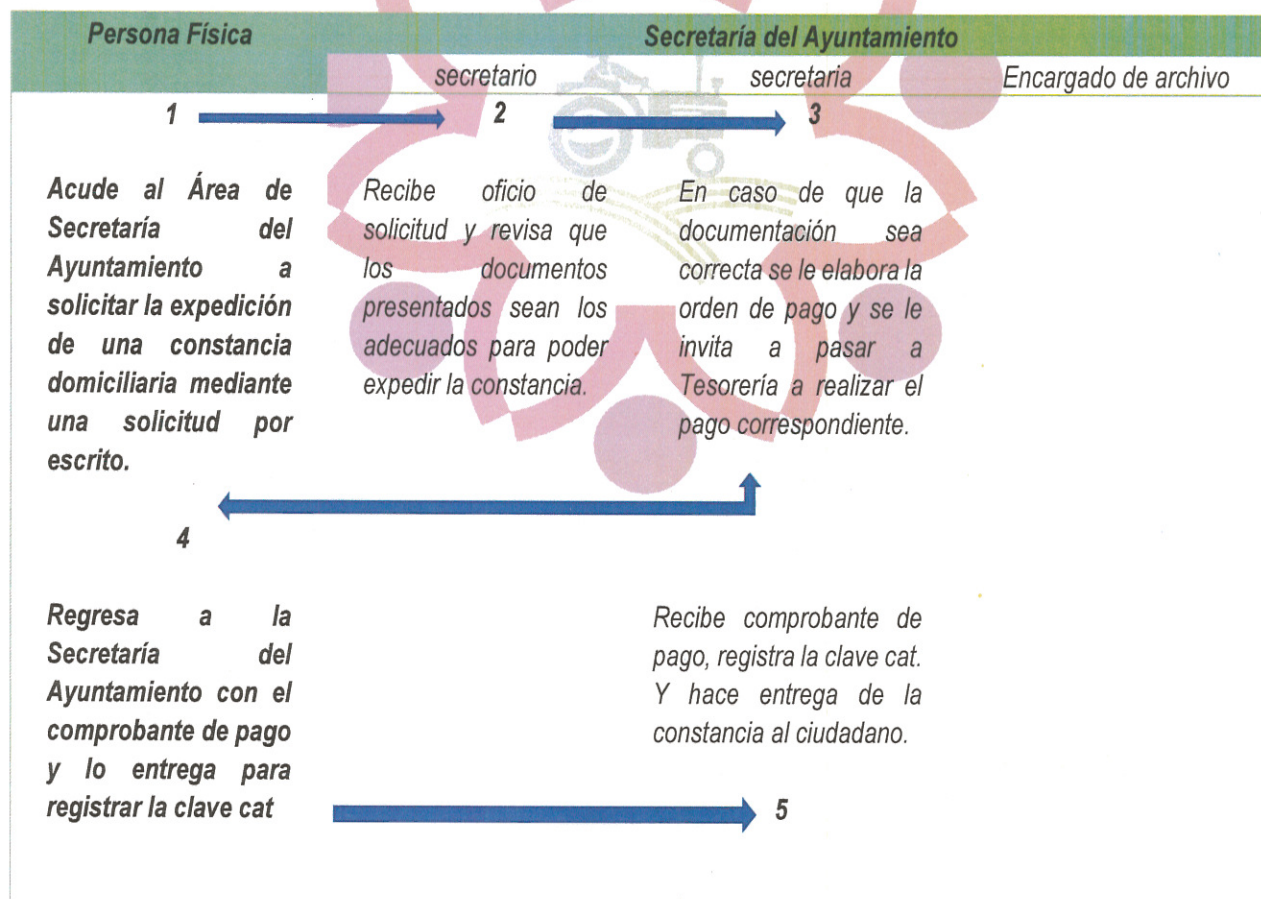 Persona Física
Secretaría del Ayuntamiento
secretario
secretaria
Encargado de archivo
1
2
3
Acude al Área de
Secretaría del
Ayuntamiento a
solicitar la expedición
de una constancia
domiciliaria mediante
una solicitud por
escrito.
Recibe oficio de
solicitud y revisa que
los documentos
presentados sean los
adecuados para poder
expedir la constancia.
En caso de que la
documentación sea
correcta se le elabora la
orden de pago y se le
invita a pasar a
Tesorería a realizar el
pago correspondiente.
4
Regresa a la
Secretaría del
Ayuntamiento con el
comprobante de pago
y lo entrega para
registrar la clave cat
Recibe comprobante de
pago, registra la clave cat.
Y hace entrega de la
constancia al ciudadano.
5